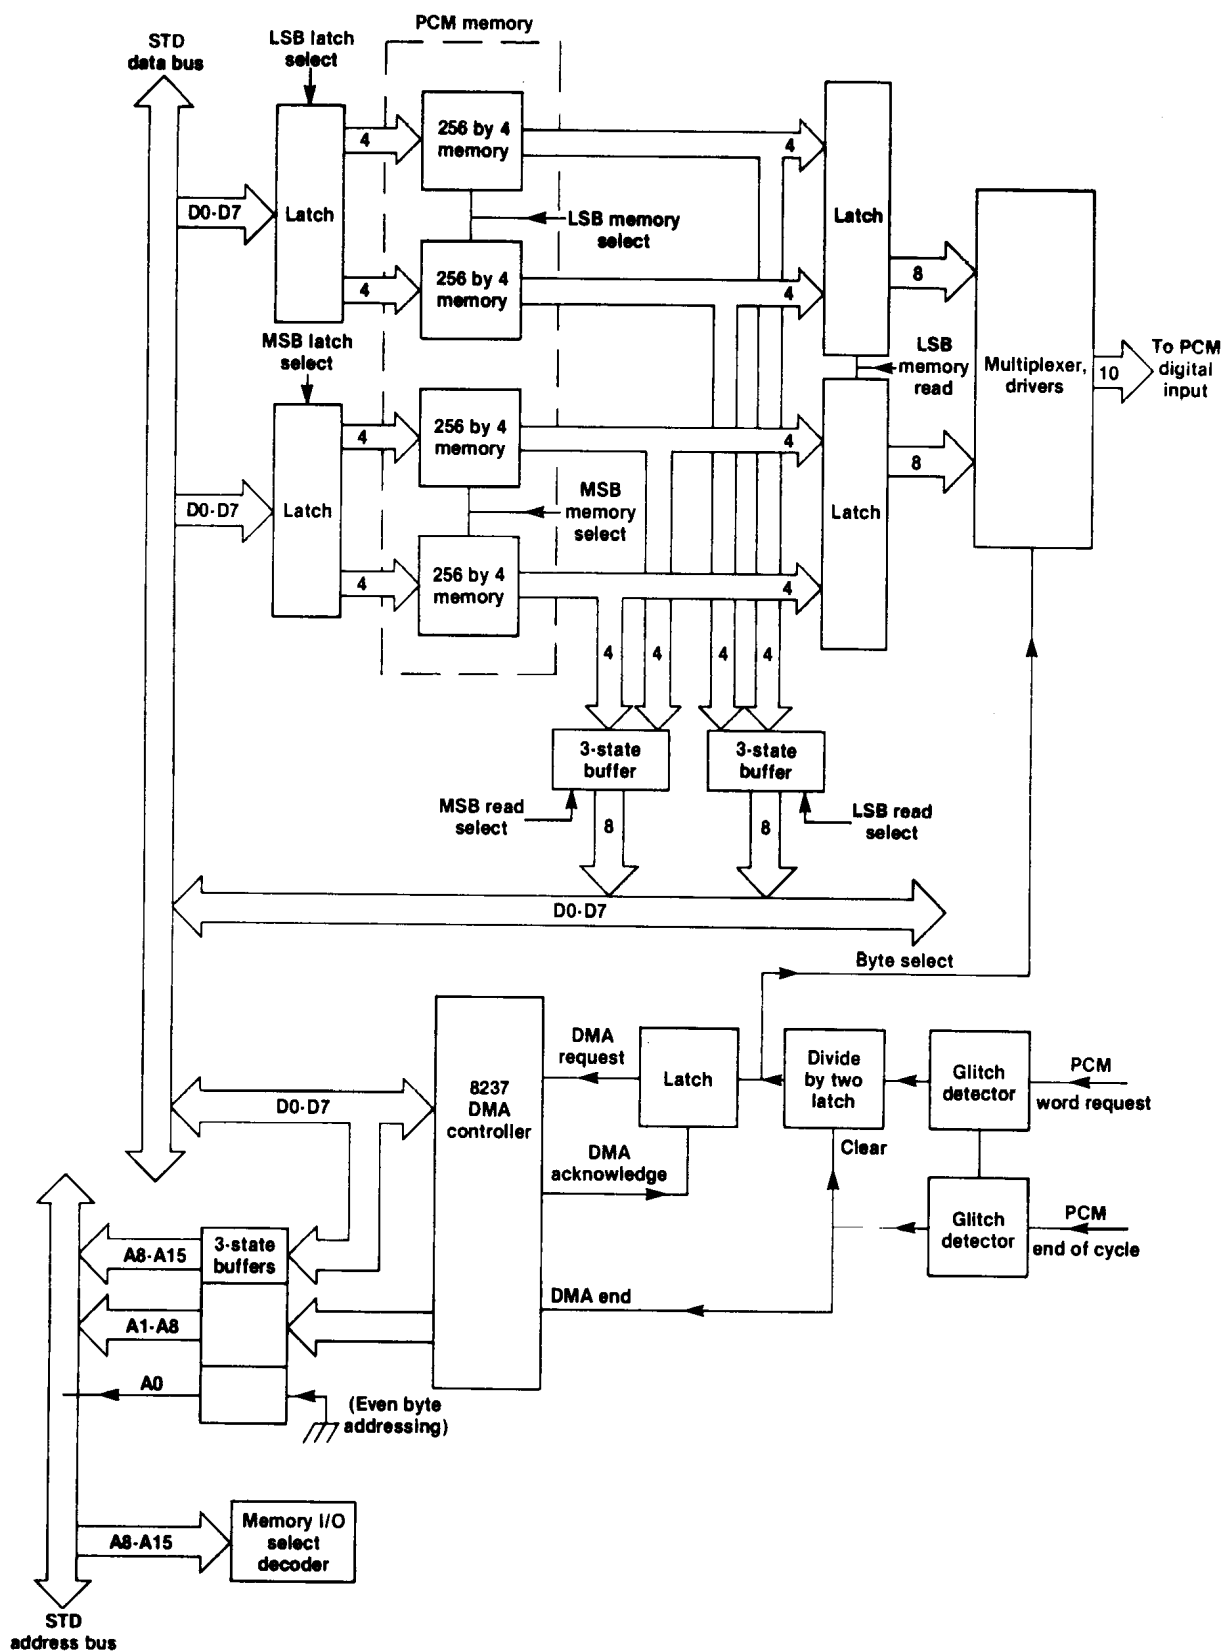 PCM memory
STD
data bus
LSB latch
select
4
256 by 4
memory
4
D0-D7
Latch
LSB memory
select
Latch
4
256 by 4
memory
4
8
MSB latch
select
LSB
memory
read
Multiplexer,
drivers
10
To PCM
digital
input
4
256 by 4
memory
4
8
D0-D7
Latch
MSB
memory
select
Latch
4
256 by 4
memory
4
4
4
4
4
3-state
buffer
3-state
buffer
MSB read
select
8
8
LSB read
select
D0-D7
Byte select
8237
DMA
controller
DMA
request
Latch
Divide
by two
latch
Glitch
detector
PCM
word request
D0-D7
DMA
acknowledge
Clear
Glitch
detector
PCM
end of cycle
A8-A15
3-state
buffers
DMA end
A1-A8
A0
(Even byte
addressing)
A8-A15
Memory I/O
select
decoder
STD
address bus